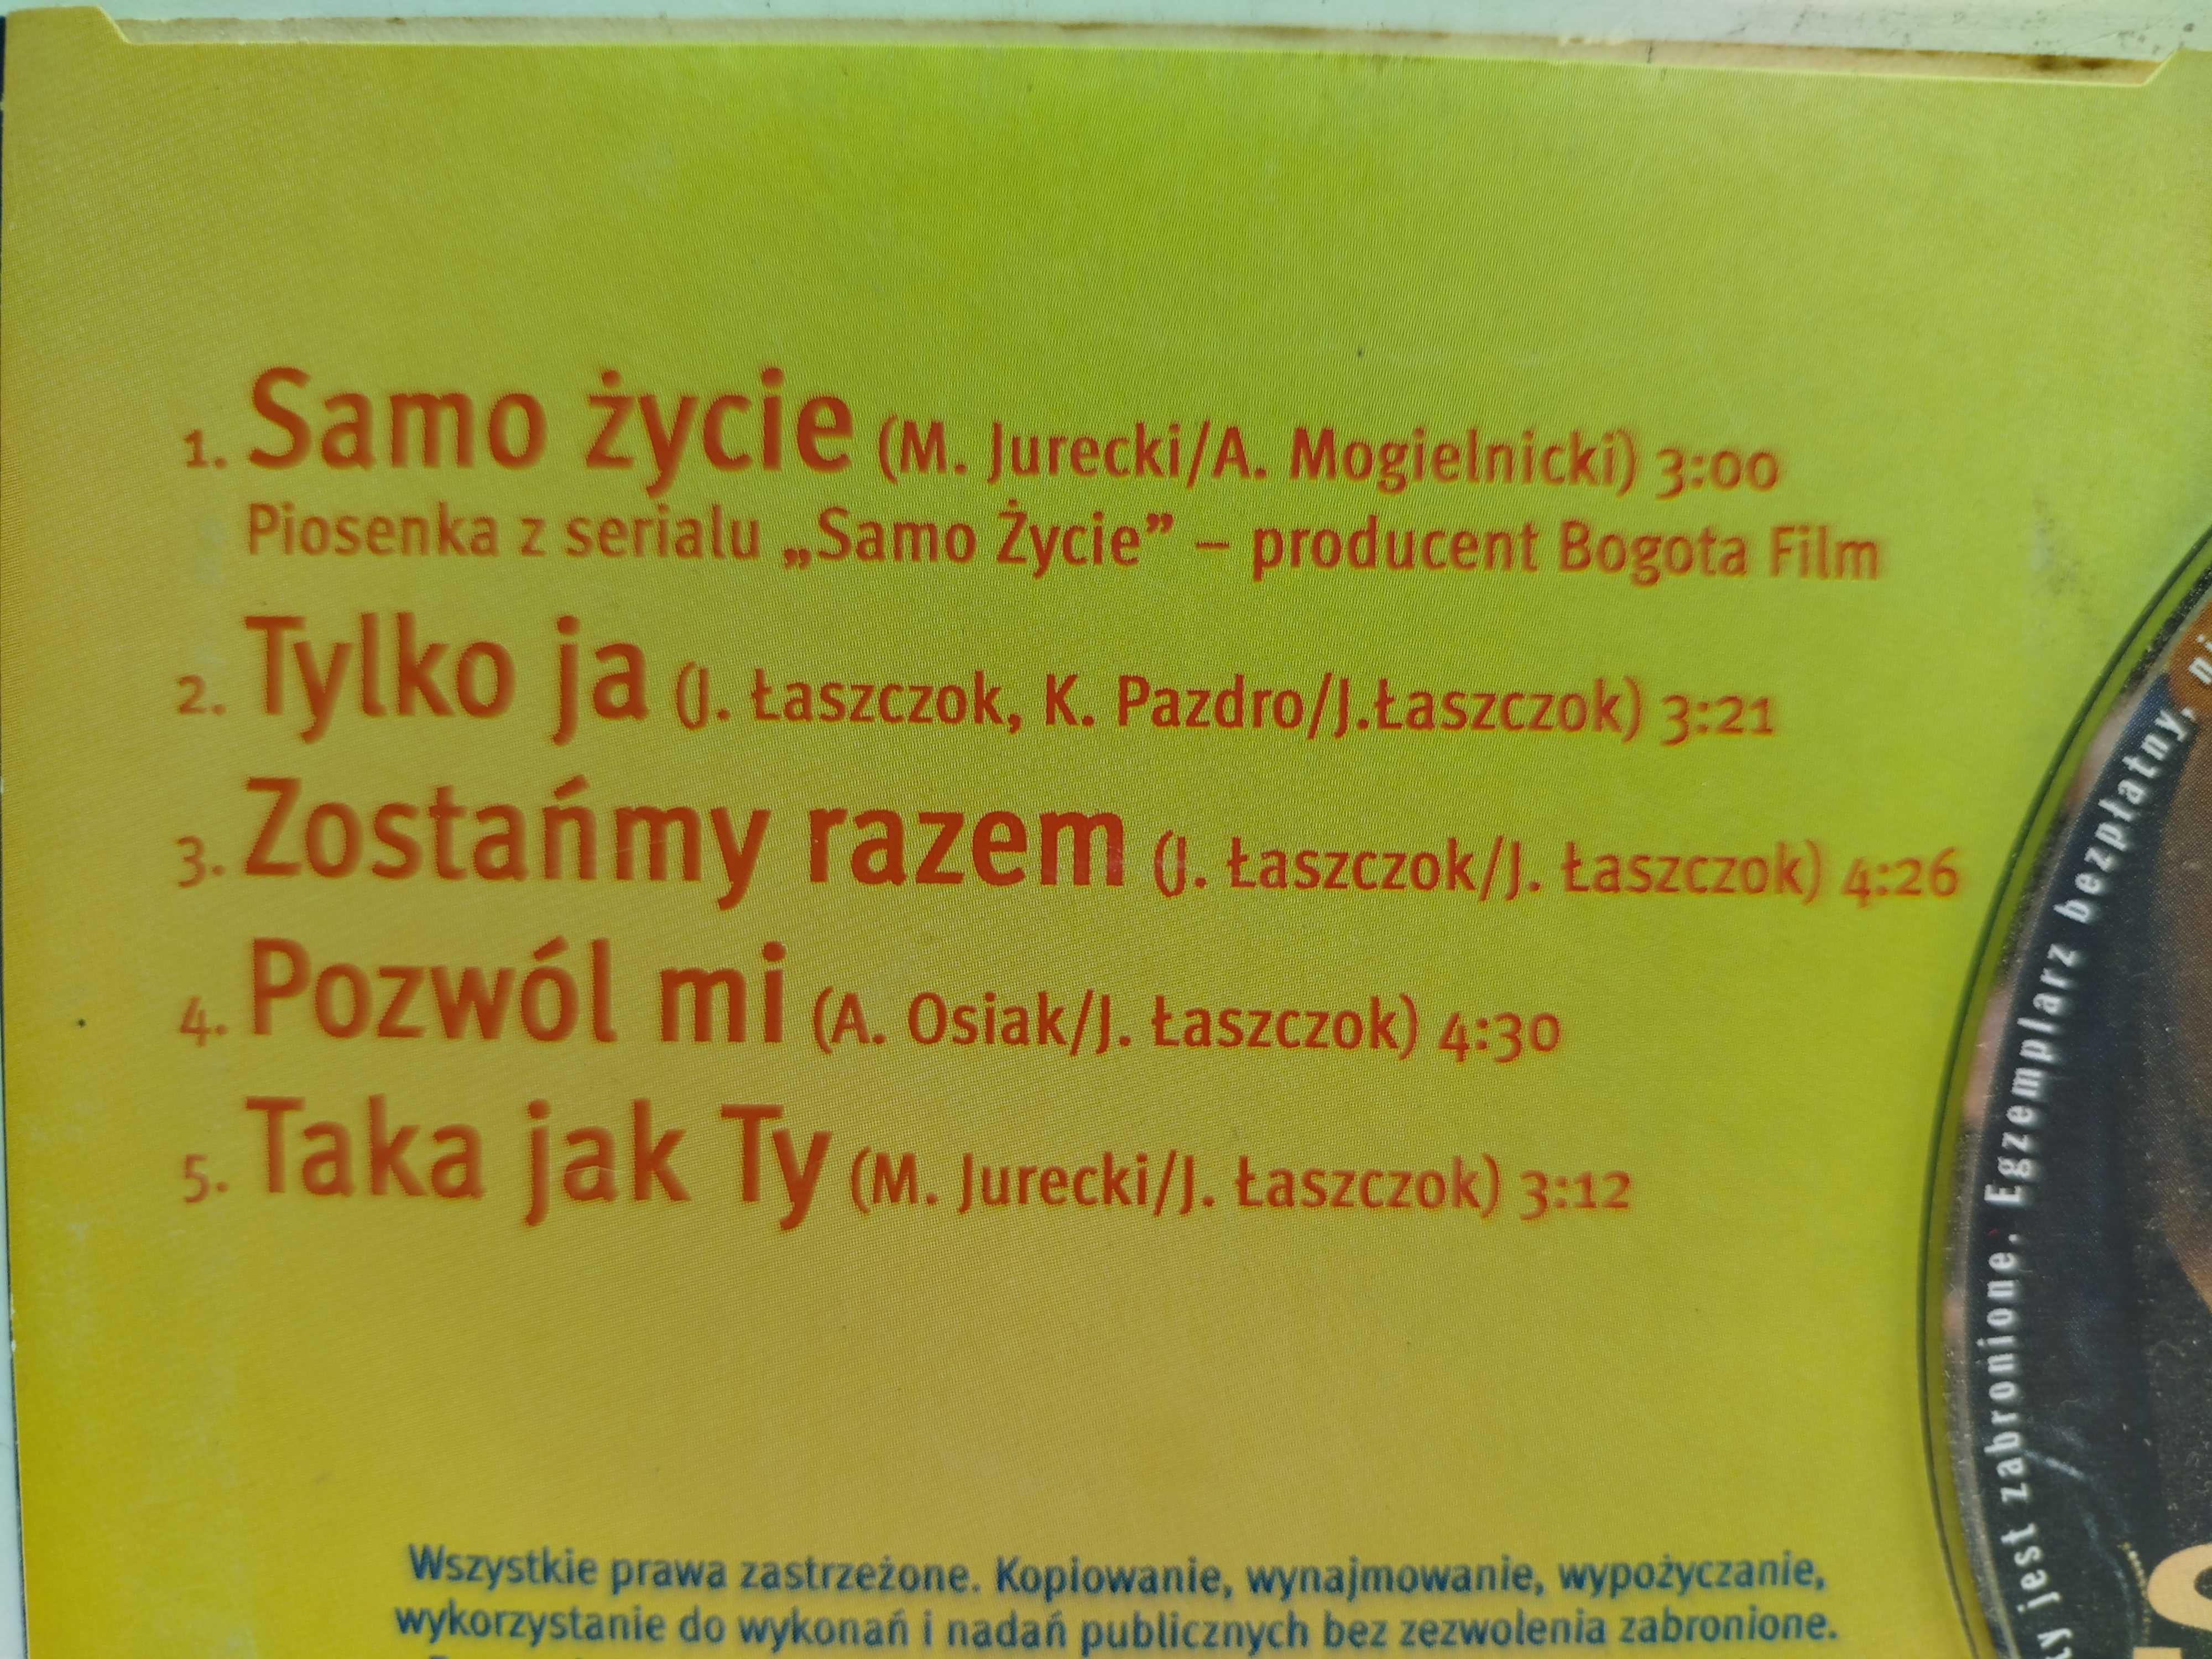 1. Samo życie (M. Jurecki/A. Mogielnicki) 3:00
Piosenka z serialu „Samo Życie” – producent Bogota Film
2. Tylko ja (J. Łaszczok, K. Pazdro/J.Łaszczok) 3:21
3. Zostańmy razem (J. Łaszczok/J. Łaszczok) 4:26
4. Pozwól mi (A. Osiak/J. Łaszczok) 4:30
5. Taka jak Ty (M. Jurecki/J. Łaszczok) 3:12
Wszystkie prawa zastrzeżone. Kopiowanie, wynajmowanie, wypożyczanie,
wykorzystanie do wykonań i nadań publicznych bez zezwolenia zabronione.
jest zabronione. Egzemplarz bezpłatny,